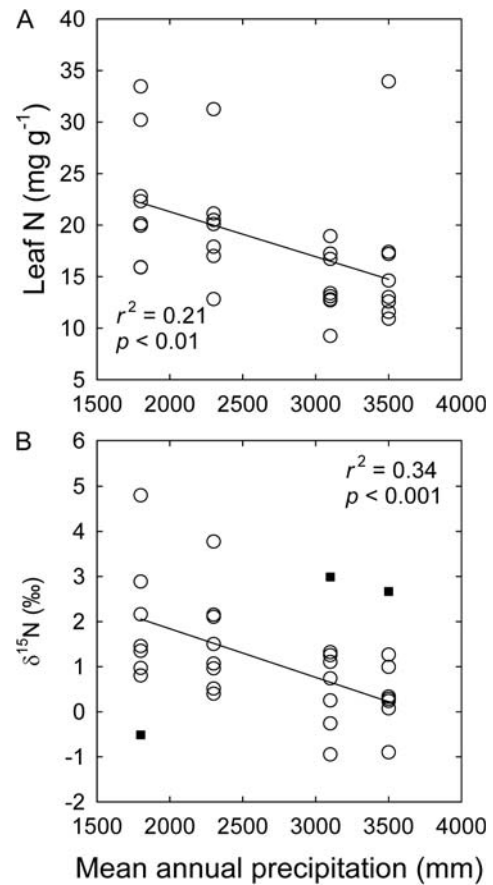 A
40
35
30
25
20
15
10
5
Leaf N (mg g⁻¹)
r² = 0.21
p < 0.01
1500 2000 2500 3000 3500 4000
B
6
5
4
3
2
1
0
-1
-2
δ¹⁵N (‰)
r² = 0.34
p < 0.001
1500 2000 2500 3000 3500 4000
Mean annual precipitation (mm)